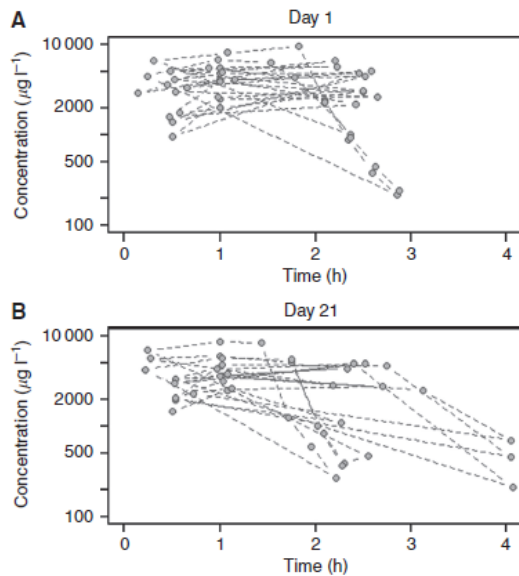 A
Day 1
10 000
2000
500
100
Concentration (μg l⁻¹)
0 1 2 3 4
Time (h)
B
Day 21
10 000
2000
500
100
Concentration (μg l⁻¹)
0 1 2 3 4
Time (h)